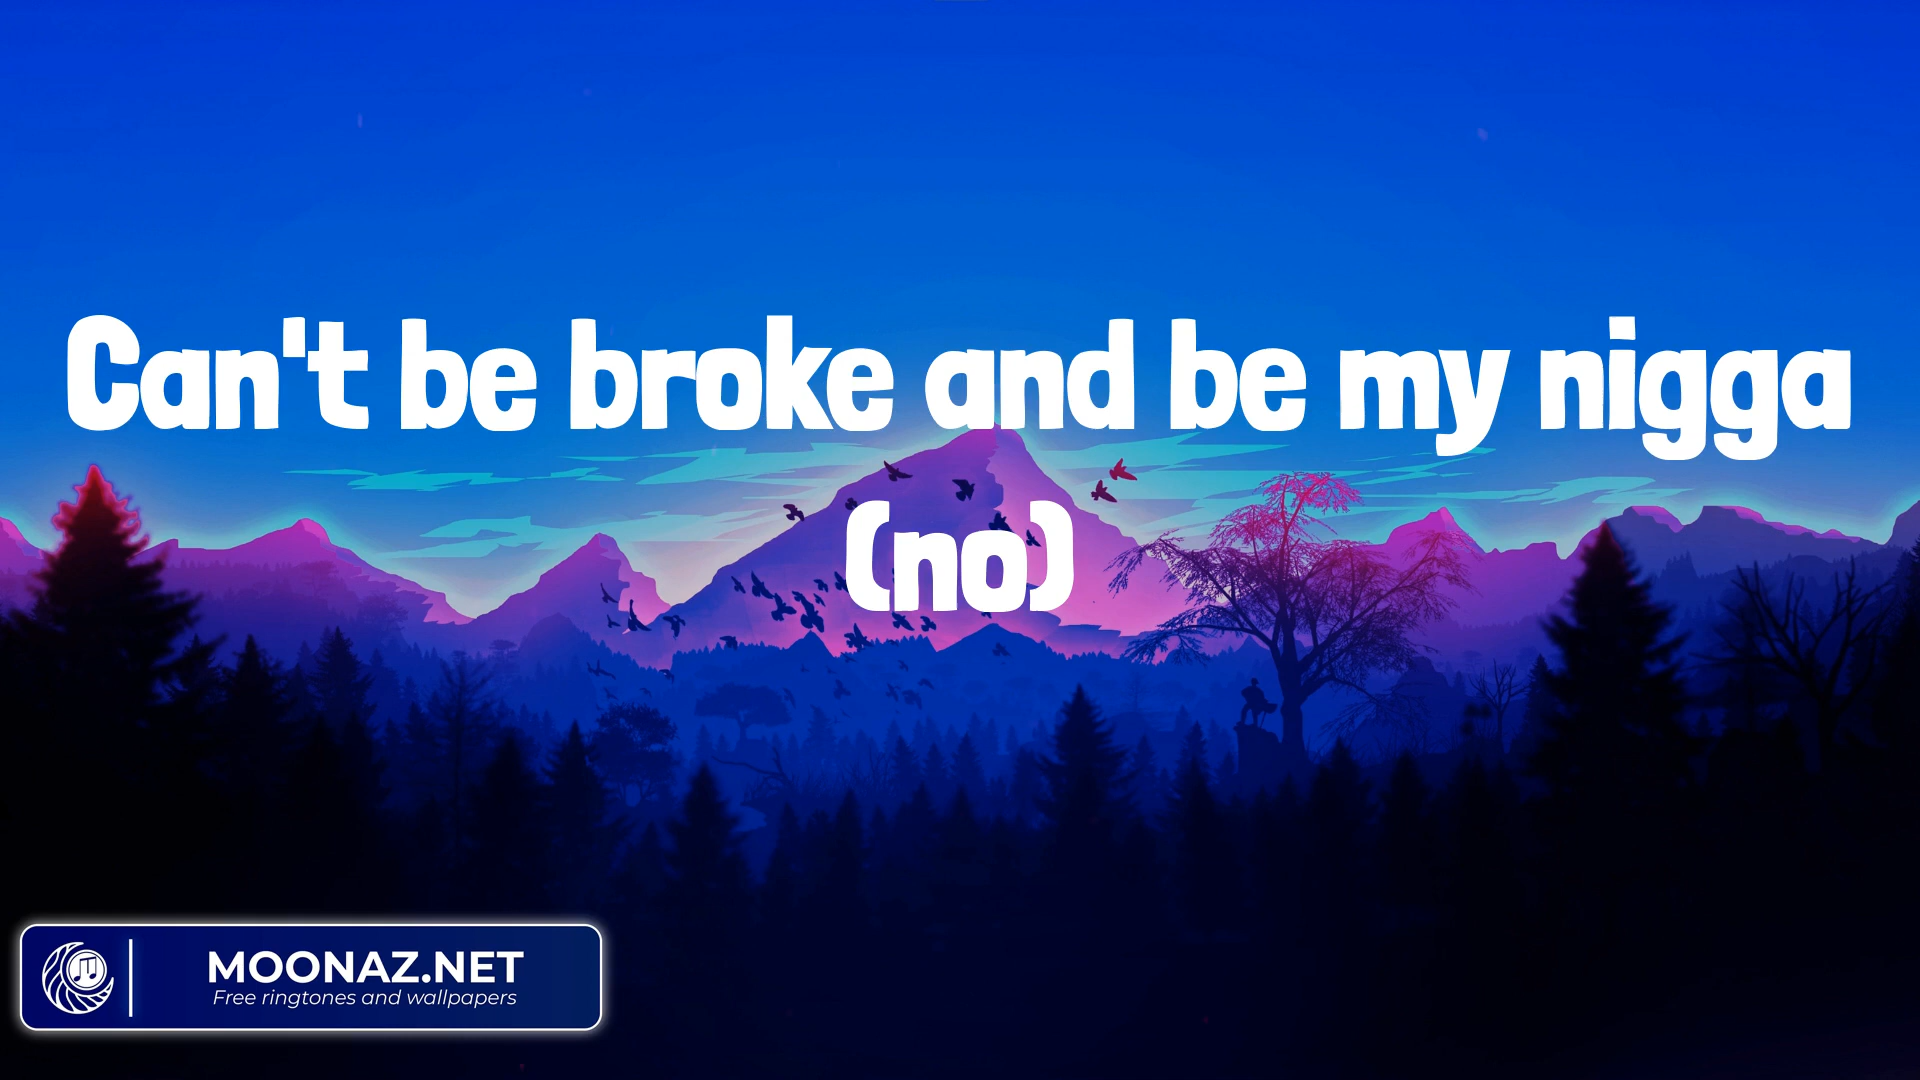 Can't be broke and be my nigga
(no)
MOONAZ.NET
Free ringtones and wallpapers